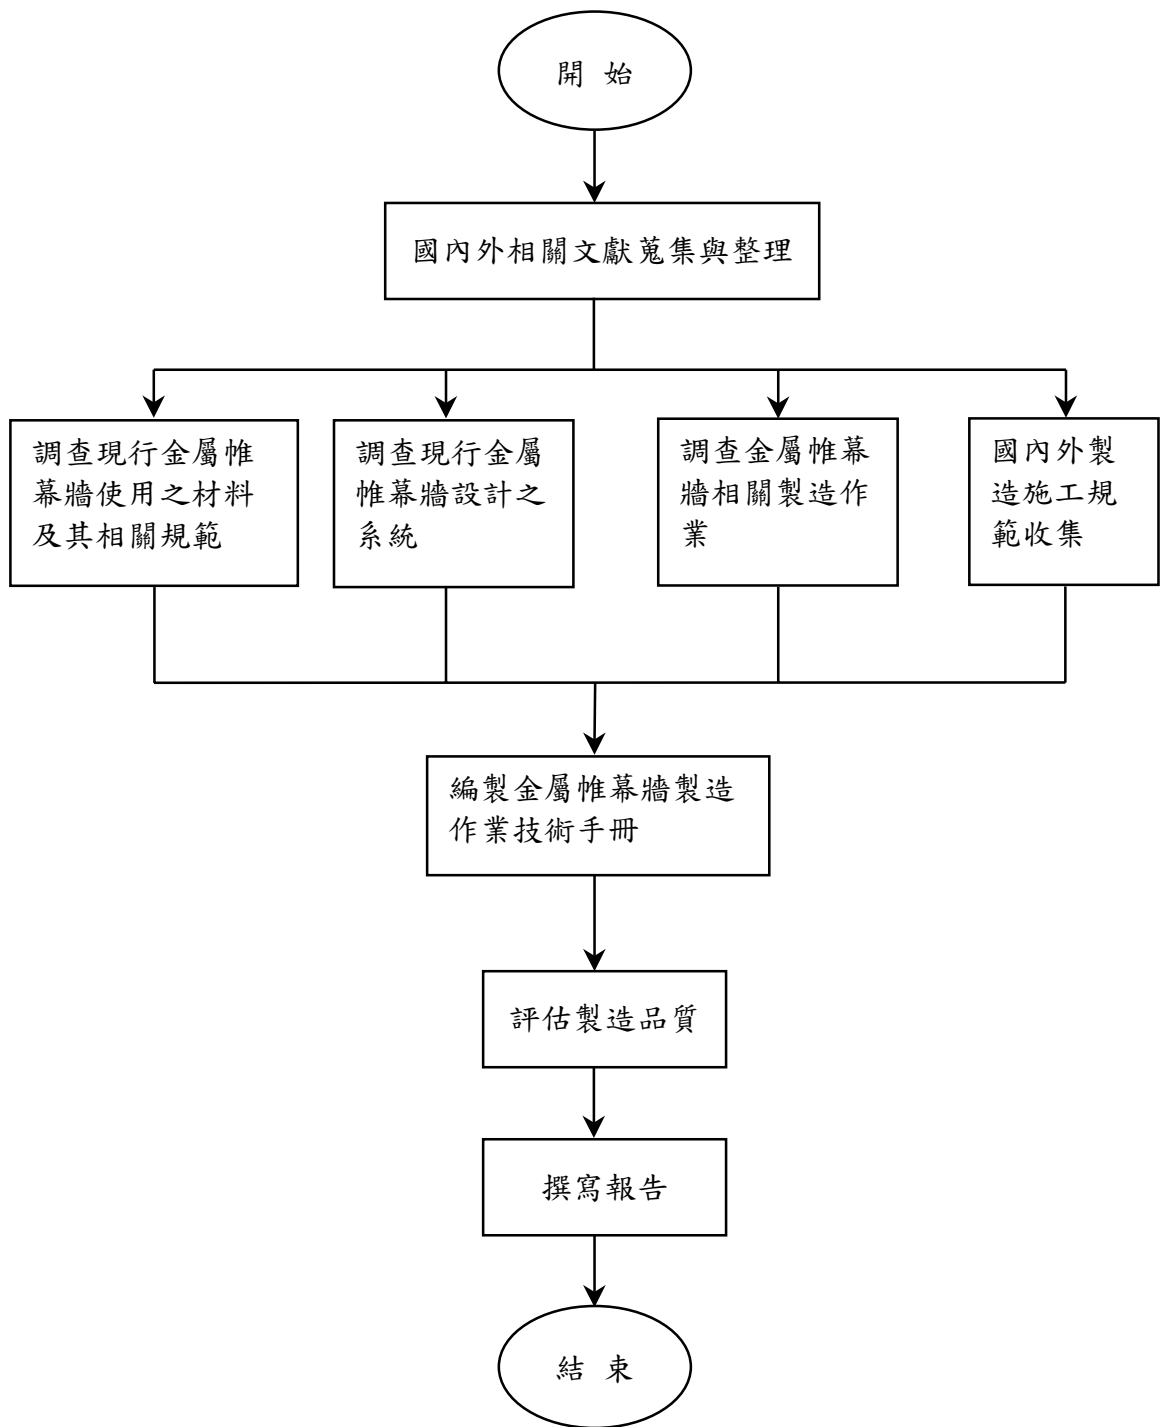 開 始
國內外相關文獻蒐集與整理
調查現行金屬帷
幕牆使用之材料
及其相關規範
調查現行金屬
帷幕牆設計之
系統
調查金屬帷幕
牆相關製造作
業
國內外製
造施工規
範收集
編製金屬帷幕牆製造
作業技術手冊
評估製造品質
撰寫報告
結 束